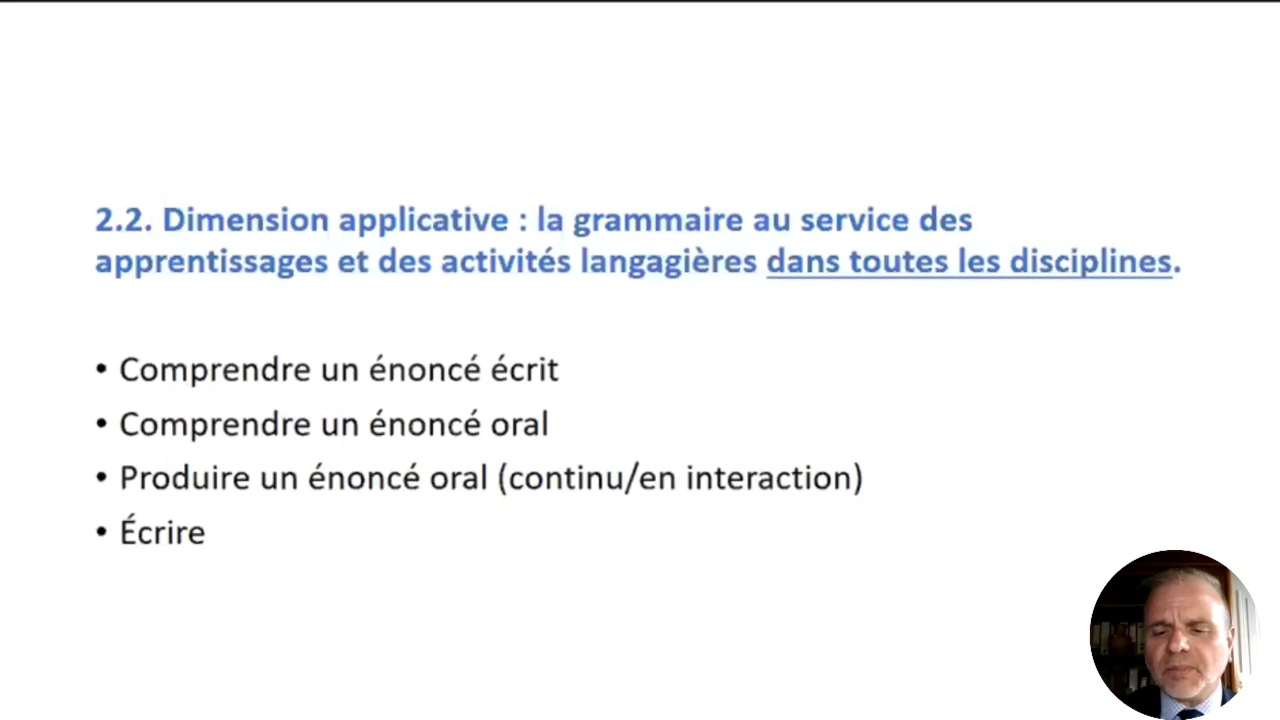 2.2. Dimension applicative : la grammaire au service des
apprentissages et des activités langagières dans toutes les disciplines.
• Comprendre un énoncé écrit
• Comprendre un énoncé oral
• Produire un énoncé oral (continu/en interaction)
• Écrire